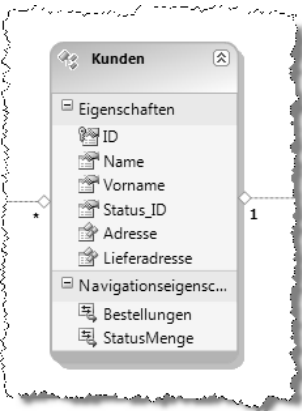 Kunden
Eigenschaften
ID
Name
Vorname
Status_ID
Adresse
Lieferadresse
* 1
Navigationseigensc...
Bestellungen
StatusMenge